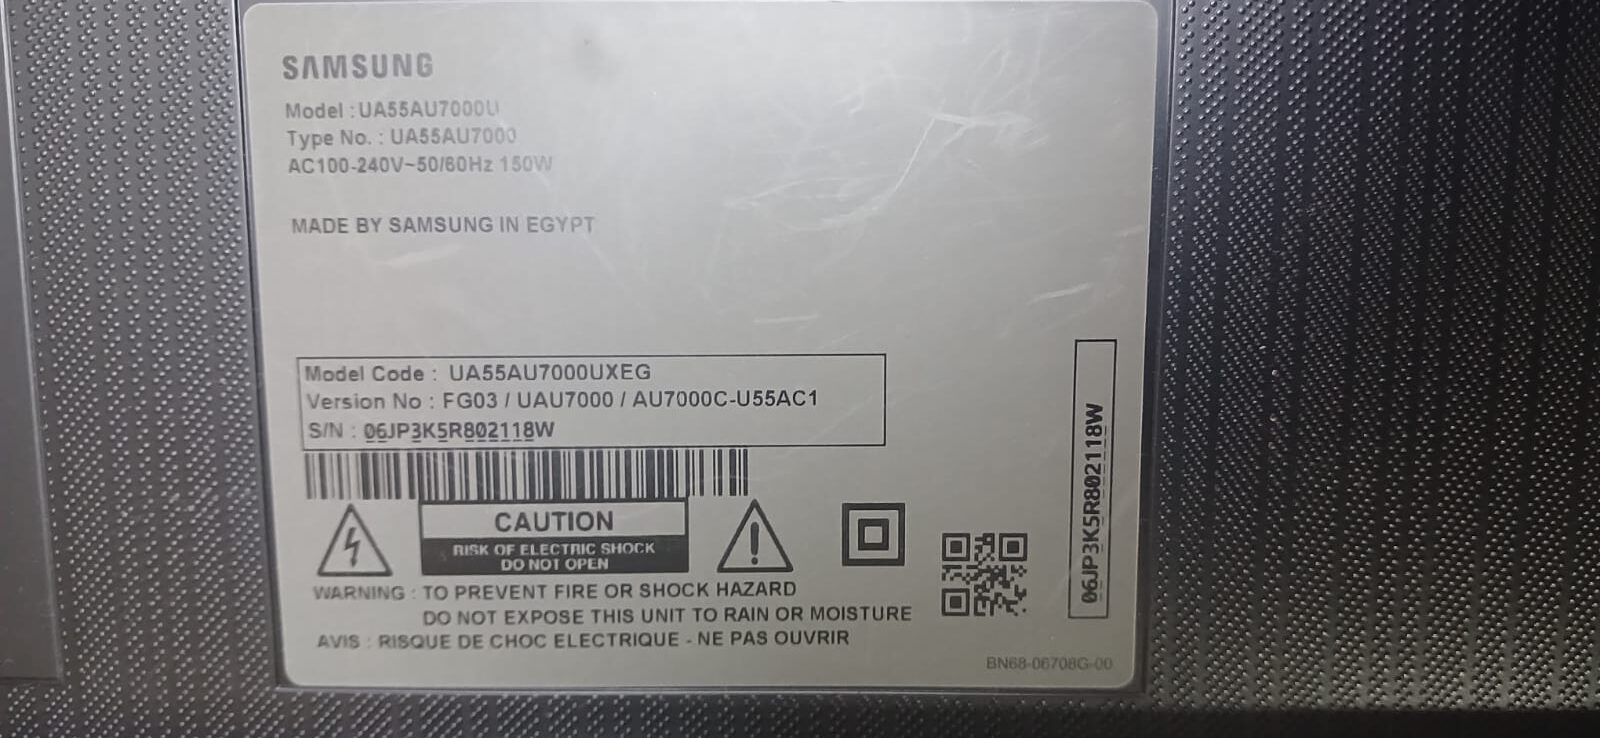 SAMSUNG
Model : UA55AU7000U
Type No. : UA55AU7000
AC100-240V~50/60Hz 150W
MADE BY SAMSUNG IN EGYPT
Model Code : UA55AU7000UXEG
Version No : FG03 / UAU7000 / AU7000C-U55AC1
S/N : 06JP3K5R802118W
CAUTION
RISK OF ELECTRIC SHOCK
DO NOT OPEN
WARNING : TO PREVENT FIRE OR SHOCK HAZARD
DO NOT EXPOSE THIS UNIT TO RAIN OR MOISTURE
AVIS : RISQUE DE CHOC ELECTRIQUE - NE PAS OUVRIR
06JP3K5R802118W
BN68-06708G-00